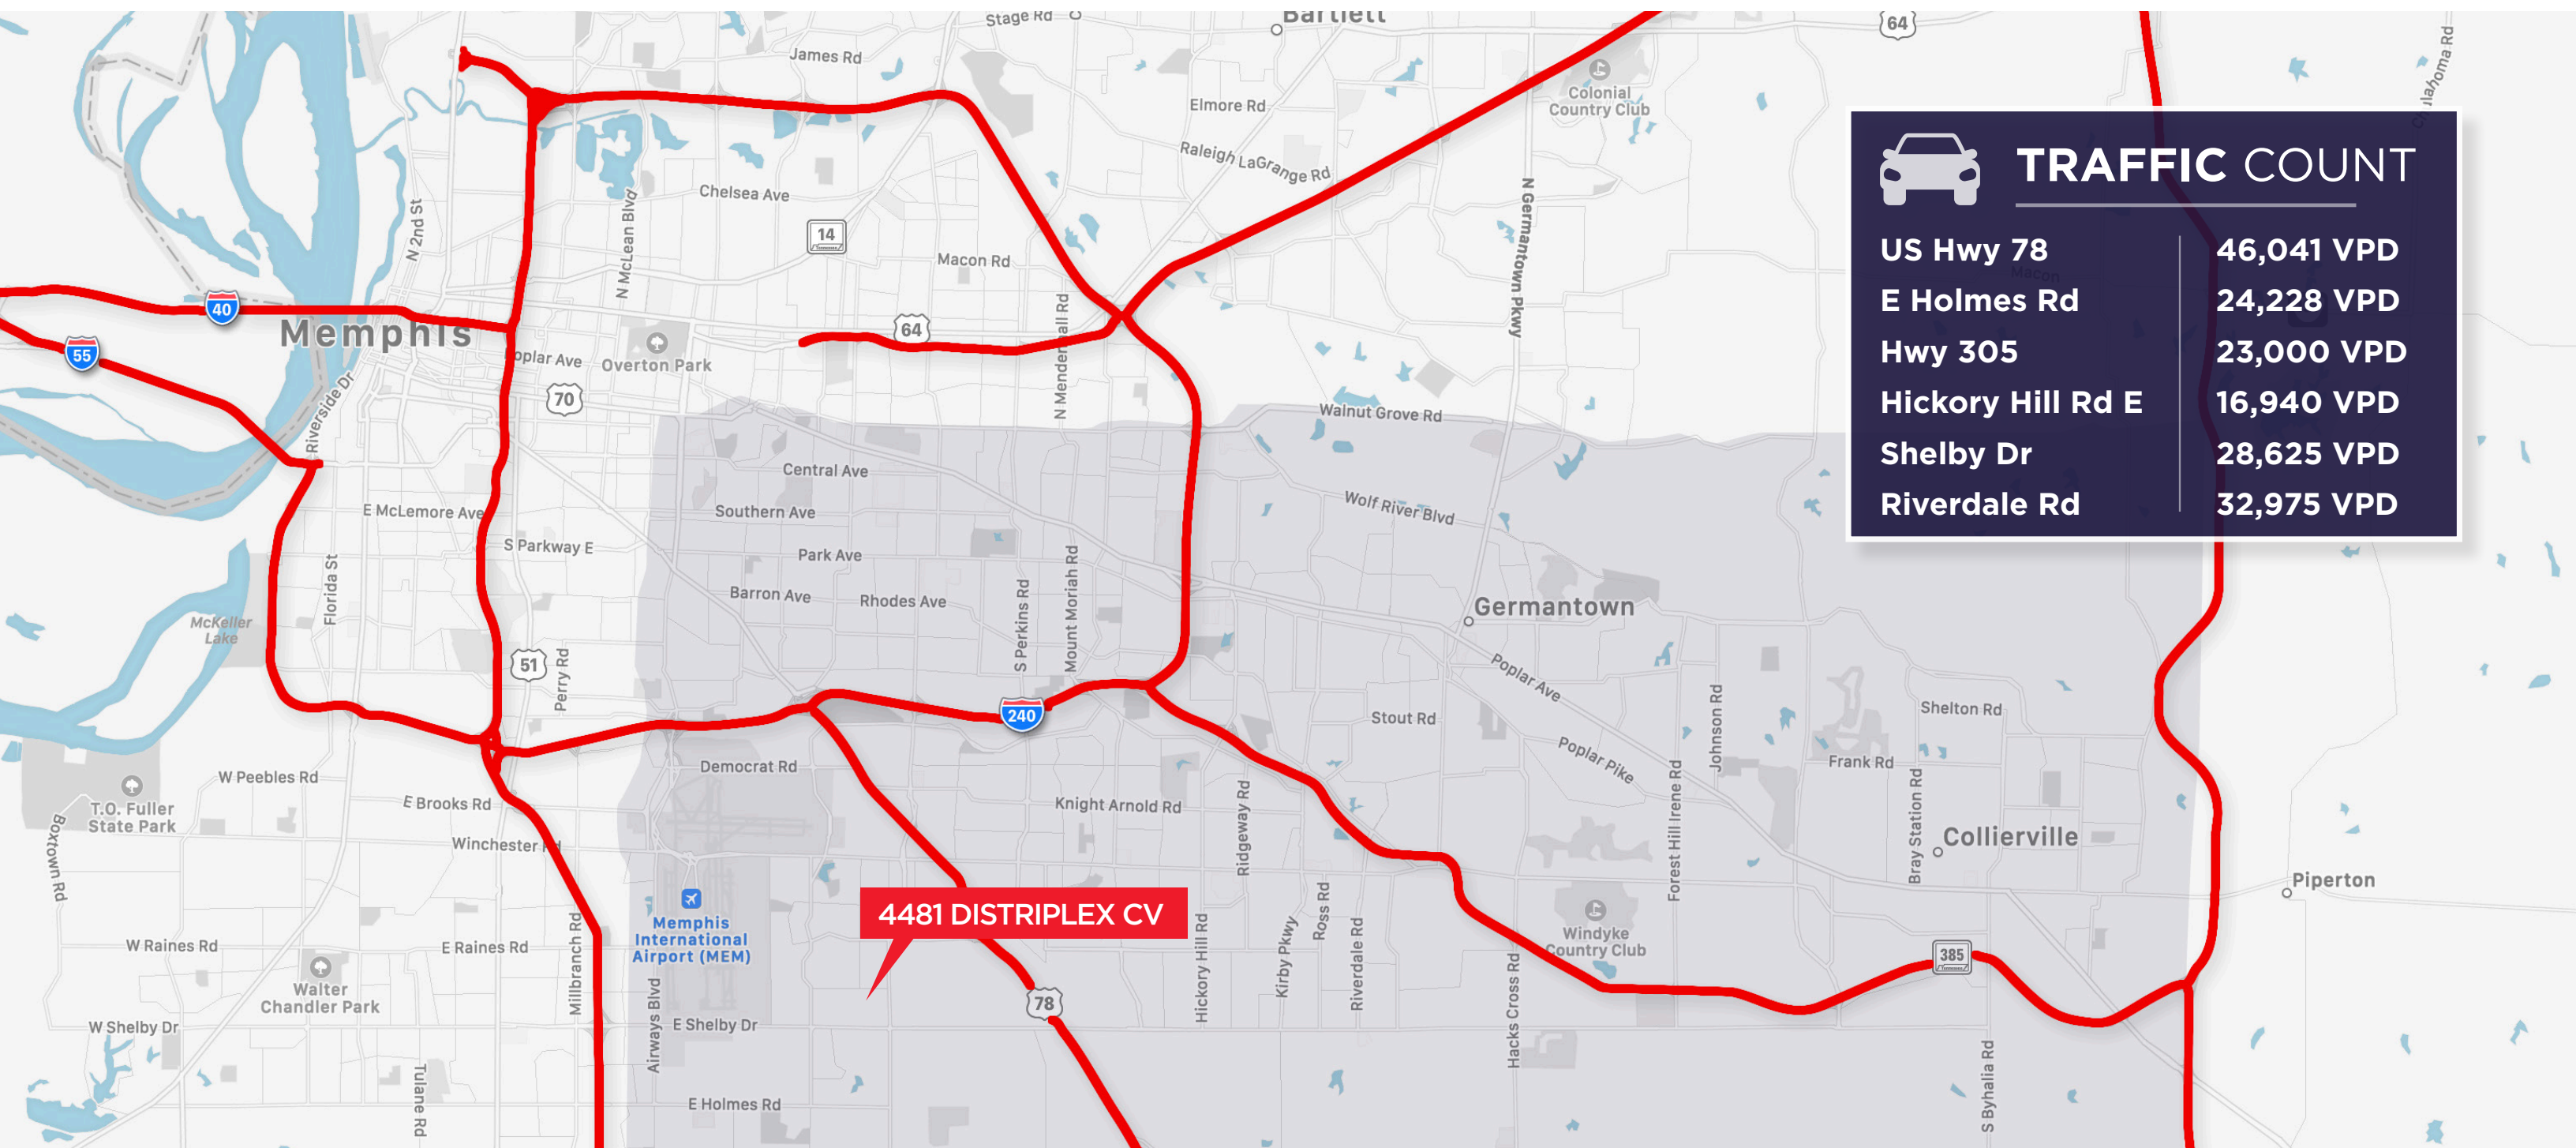 Stage Rd
Bartlett
64
James Rd
Colonial
Country Club
Elmore Rd
Raleigh LaGrange Rd
Chelsea Ave
N McLean Blvd
N 2nd St
14
N Germantown Pkwy
Macon Rd
N Mendenhall Rd
40
Memphis
55
64
Poplar Ave
Overton Park
70
Riverside Dr
Walnut Grove Rd
TRAFFIC COUNT
US Hwy 78 46,041 VPD
E Holmes Rd 24,228 VPD
Hwy 305 23,000 VPD
Hickory Hill Rd E 16,940 VPD
Shelby Dr 28,625 VPD
Riverdale Rd 32,975 VPD
Macon
Central Ave
Wolf River Blvd
E McLemore Ave
Southern Ave
S Parkway E
Park Ave
Florida St
Barron Ave
Rhodes Ave
S Perkins Rd
Mount Moriah Rd
Germantown
McKeller
Lake
51
Perry Rd
Poplar Ave
240
Stout Rd
Johnson Rd
Shelton Rd
Poplar Pike
Frank Rd
W Peebles Rd
Democrat Rd
T.O. Fuller
State Park
E Brooks Rd
Knight Arnold Rd
Ridgeway Rd
Forest Hill Irene Rd
Bray Station Rd
Collierville
Boxtown Rd
Winchester Rd
Piperton
4481 DISTRIPLEX CV
Memphis
International
Airport (MEM)
W Raines Rd
E Raines Rd
Millbranch Rd
Hickory Hill Rd
Kirby Pkwy
Ross Rd
Riverdale Rd
Windyke
Country Club
385
Walter
Chandler Park
78
Hacks Cross Rd
W Shelby Dr
Airways Blvd
E Shelby Dr
Tulane Rd
E Holmes Rd
S Byhalia Rd